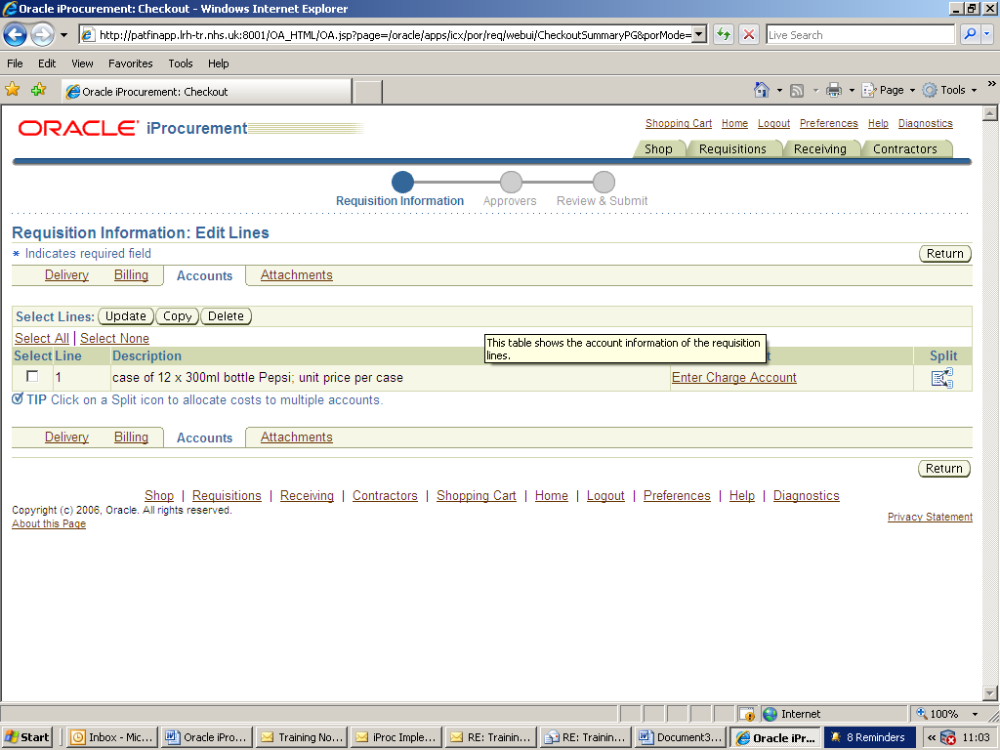 Oracle iProcurement: Checkout - Windows Internet Explorer
http://patfinapp.lrh-tr.nhs.uk:8001/OA_HTML/OA.jsp?page=/oracle/apps/icx/por/req/webui/CheckoutSummaryPG&porMode=
Live Search
File Edit View Favorites Tools Help
Oracle iProcurement: Checkout
Page Tools »
ORACLE iProcurement
Shopping Cart Home Logout Preferences Help Diagnostics
Shop Requisitions Receiving Contractors
Requisition Information Approvers Review & Submit
Requisition Information: Edit Lines
* Indicates required field
Return
Delivery Billing Accounts Attachments
Select Lines: Update Copy Delete
Select All | Select None
This table shows the account information of the requisition
lines.
Select Line Description t Split
1 case of 12 x 300ml bottle Pepsi; unit price per case Enter Charge Account
TIP Click on a Split icon to allocate costs to multiple accounts.
Delivery Billing Accounts Attachments
Return
Shop | Requisitions | Receiving | Contractors | Shopping Cart | Home | Logout | Preferences | Help | Diagnostics
Copyright (c) 2006, Oracle. All rights reserved.
About this Page
Privacy Statement
Internet 100%
Start Inbox - Mic... Oracle iPro... Training No... iProc Imple... RE: Trainin... RE: Trainin... Document3... Oracle iPr... 8 Reminders « 11:03